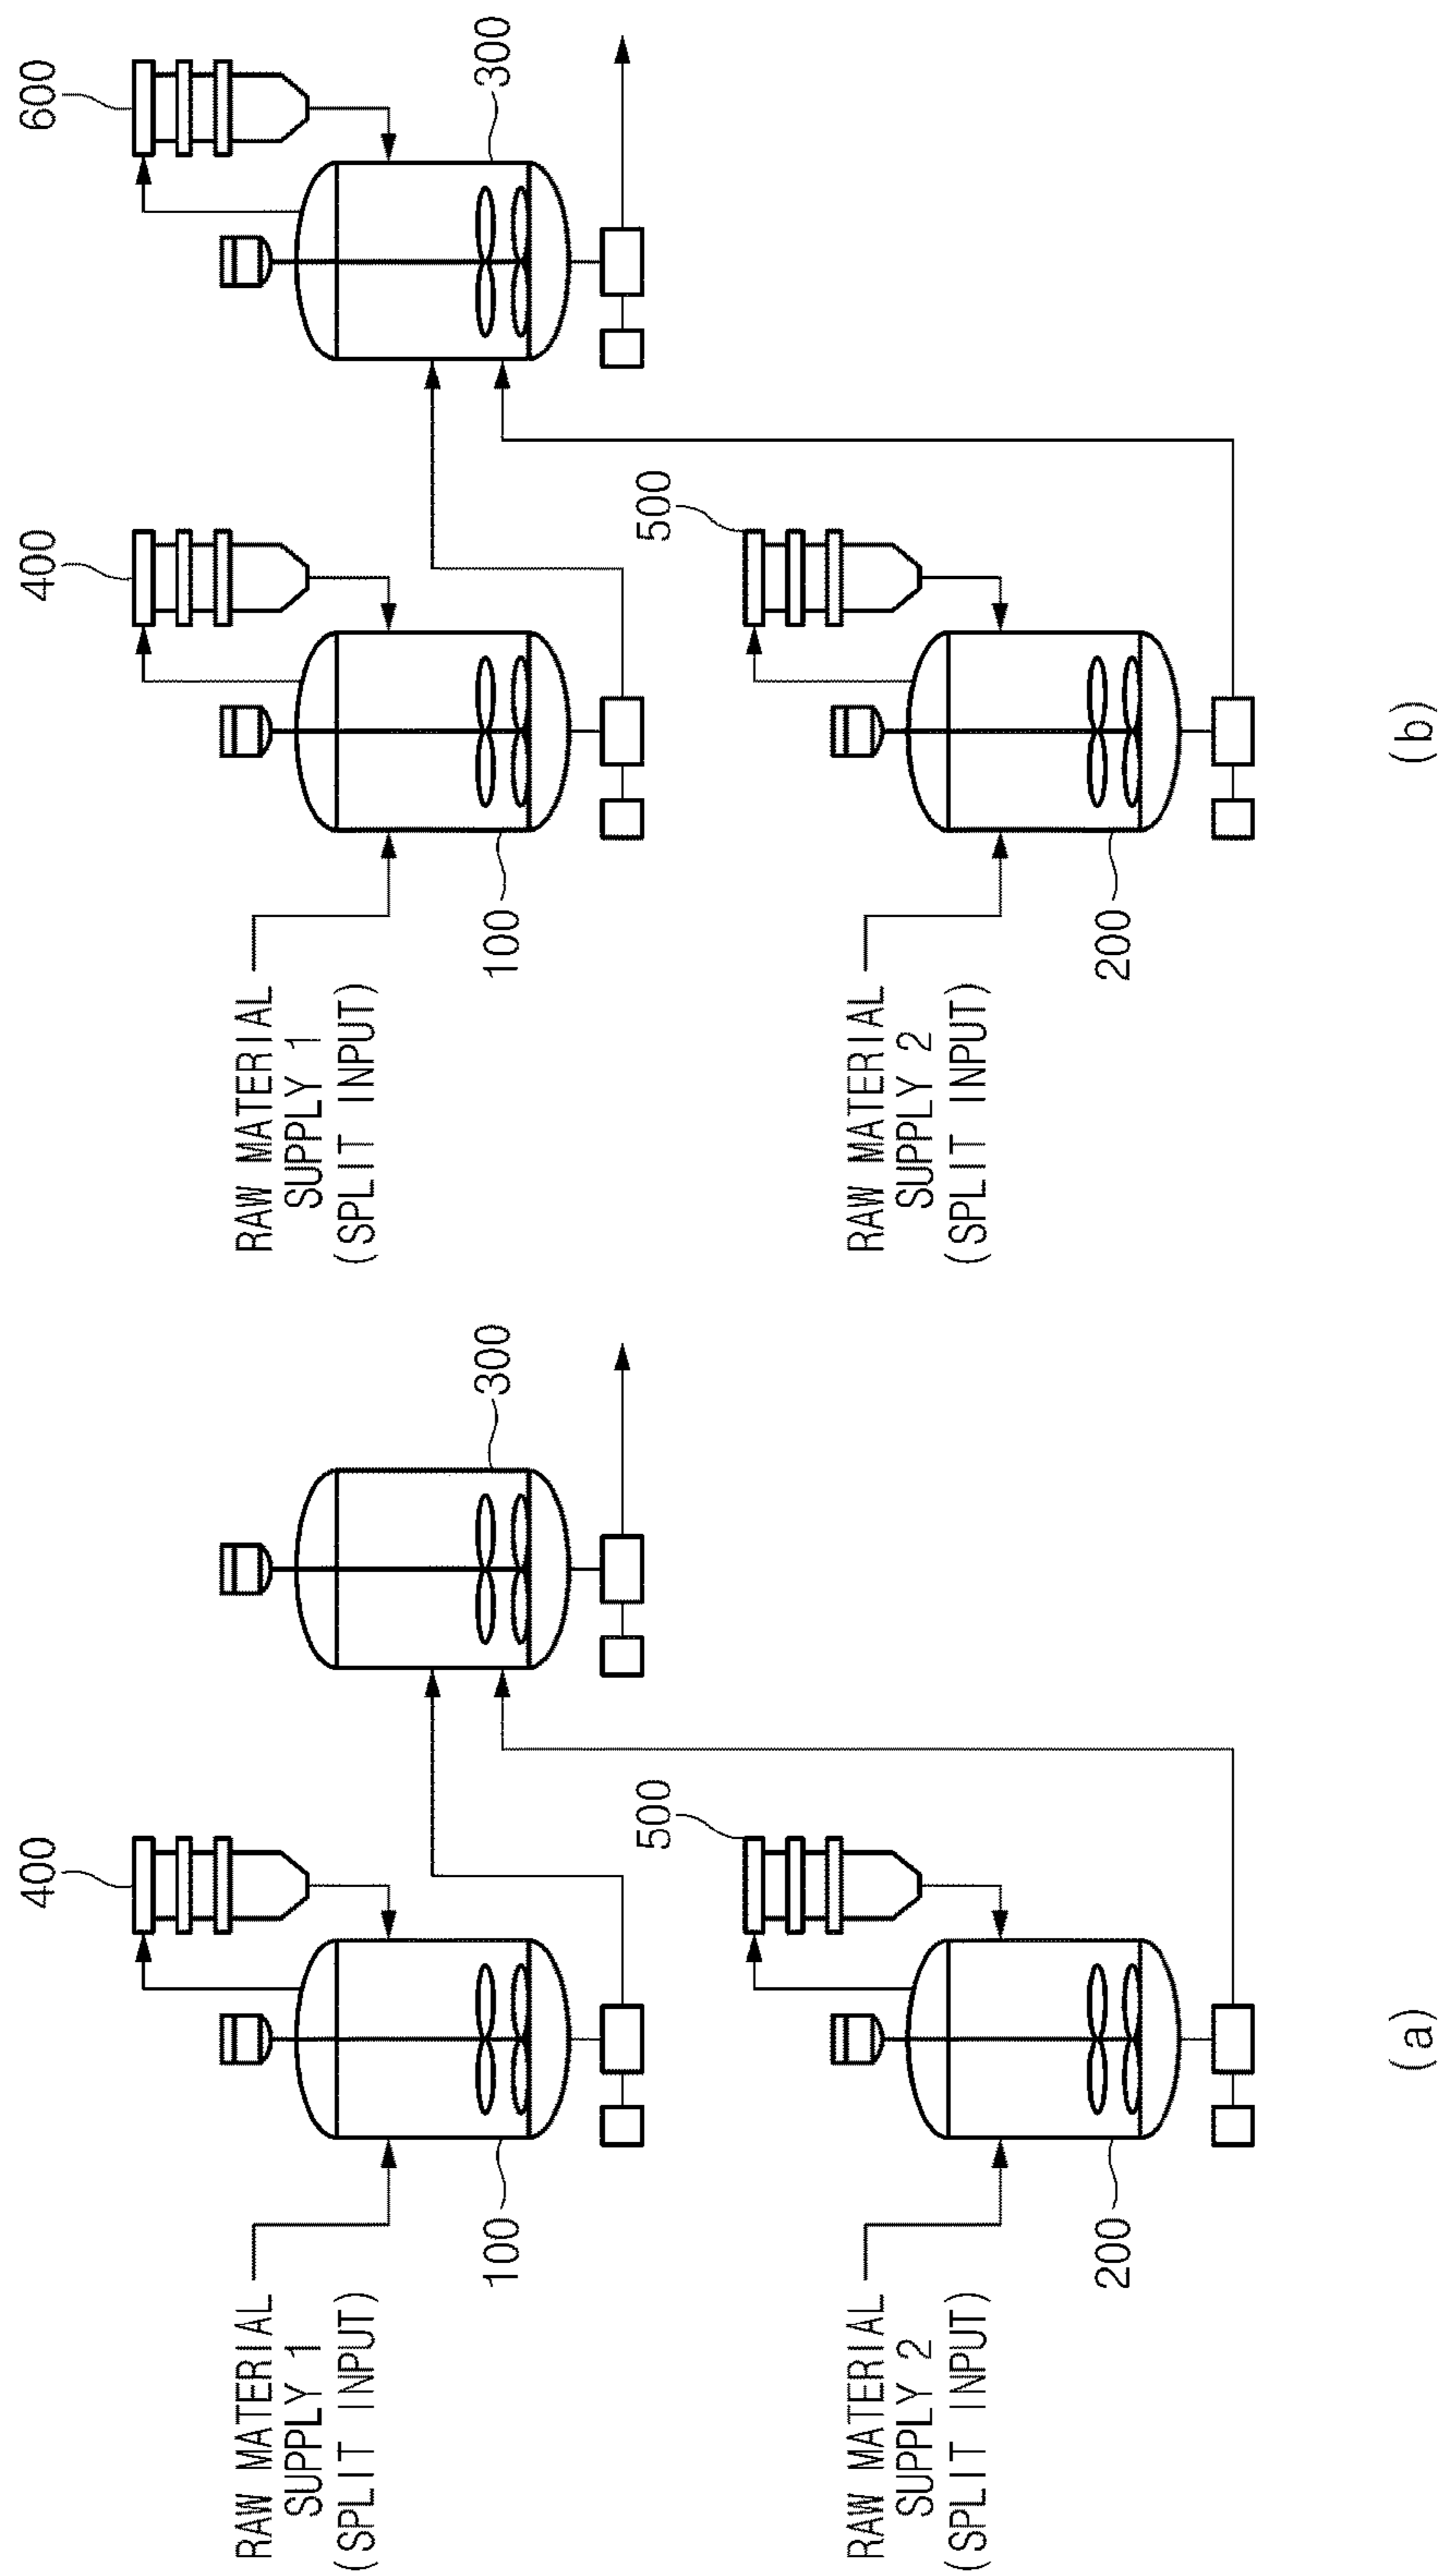 400
300
RAW MATERIAL
SUPPLY 1
(SPLIT INPUT)
100
500
RAW MATERIAL
SUPPLY 2
(SPLIT INPUT)
200
(a)
400
600
300
RAW MATERIAL
SUPPLY 1
(SPLIT INPUT)
100
500
RAW MATERIAL
SUPPLY 2
(SPLIT INPUT)
200
(b)